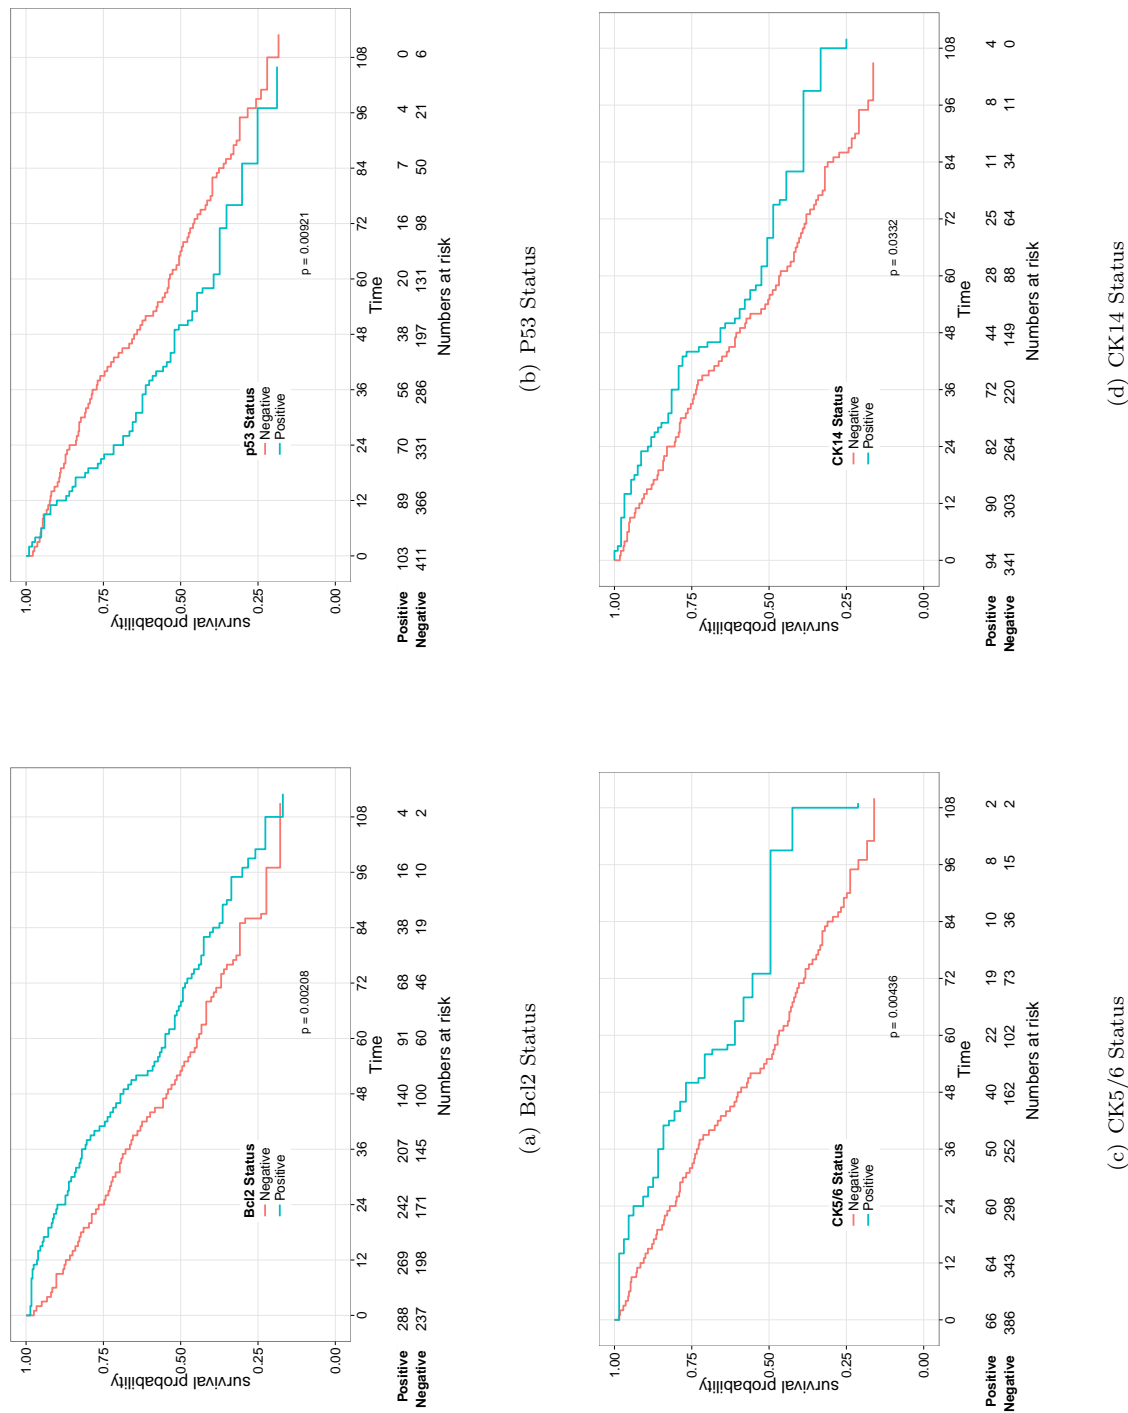 survival probability
1.00
0.75
0.50
0.25
0.00
Bcl2 Status
Negative
Positive
p = 0.00208
0 12 24 36 48 60 72 84 96 108
Time
Positive 288 269 242 207 140 91 68 38 16 4
Negative 237 198 171 145 100 60 46 19 10 2
Numbers at risk
(a) Bcl2 Status
survival probability
1.00
0.75
0.50
0.25
0.00
p53 Status
Negative
Positive
p = 0.00921
0 12 24 36 48 60 72 84 96 108
Time
Positive 103 89 70 56 38 20 16 7 4 0
Negative 411 366 331 286 197 131 98 50 21 6
Numbers at risk
(b) P53 Status
survival probability
1.00
0.75
0.50
0.25
0.00
CK5/6 Status
Negative
Positive
p = 0.00436
0 12 24 36 48 60 72 84 96 108
Time
Positive 66 64 60 50 40 22 19 10 8 2
Negative 386 343 298 252 162 102 73 36 15 2
Numbers at risk
(c) CK5/6 Status
survival probability
1.00
0.75
0.50
0.25
0.00
CK14 Status
Negative
Positive
p = 0.0332
0 12 24 36 48 60 72 84 96 108
Time
Positive 94 90 82 72 44 28 25 11 8 4
Negative 341 303 264 220 149 88 64 34 11 0
Numbers at risk
(d) CK14 Status